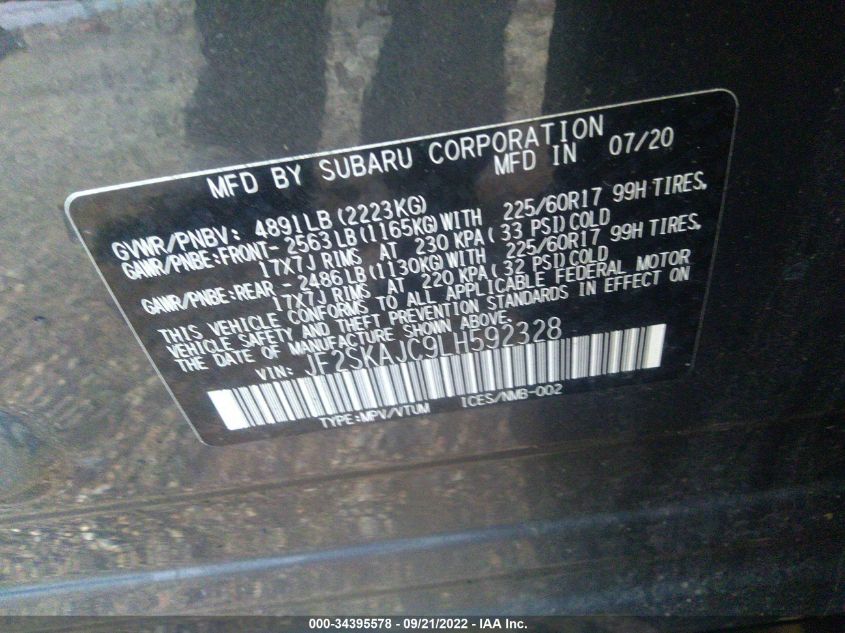 MFD BY SUBARU CORPORATION
MFD IN 07/20
GVWR/PNBV: 4891LB(2223KG)
GAWR/PNBE:FRONT- 2563LB(1165KG)WITH 225/60R17 99H TIRES,
17X7J RIMS AT 230 KPA( 33 PSI)COLD
GAWR/PNBE:REAR - 2486LB(1130KG)WITH 225/60R17 99H TIRES,
17X7J RIMS AT 220 KPA( 32 PSI)COLD
THIS VEHICLE CONFORMS TO ALL APPLICABLE FEDERAL MOTOR
VEHICLE SAFETY AND THEFT PREVENTION STANDARDS IN EFFECT ON
THE DATE OF MANUFACTURE SHOWN ABOVE.
VIN: JF2SKAJC9LH592328
TYPE:MPV/VTUM ICES/NMB-002
000-34395578 - 09/21/2022 - IAA Inc.